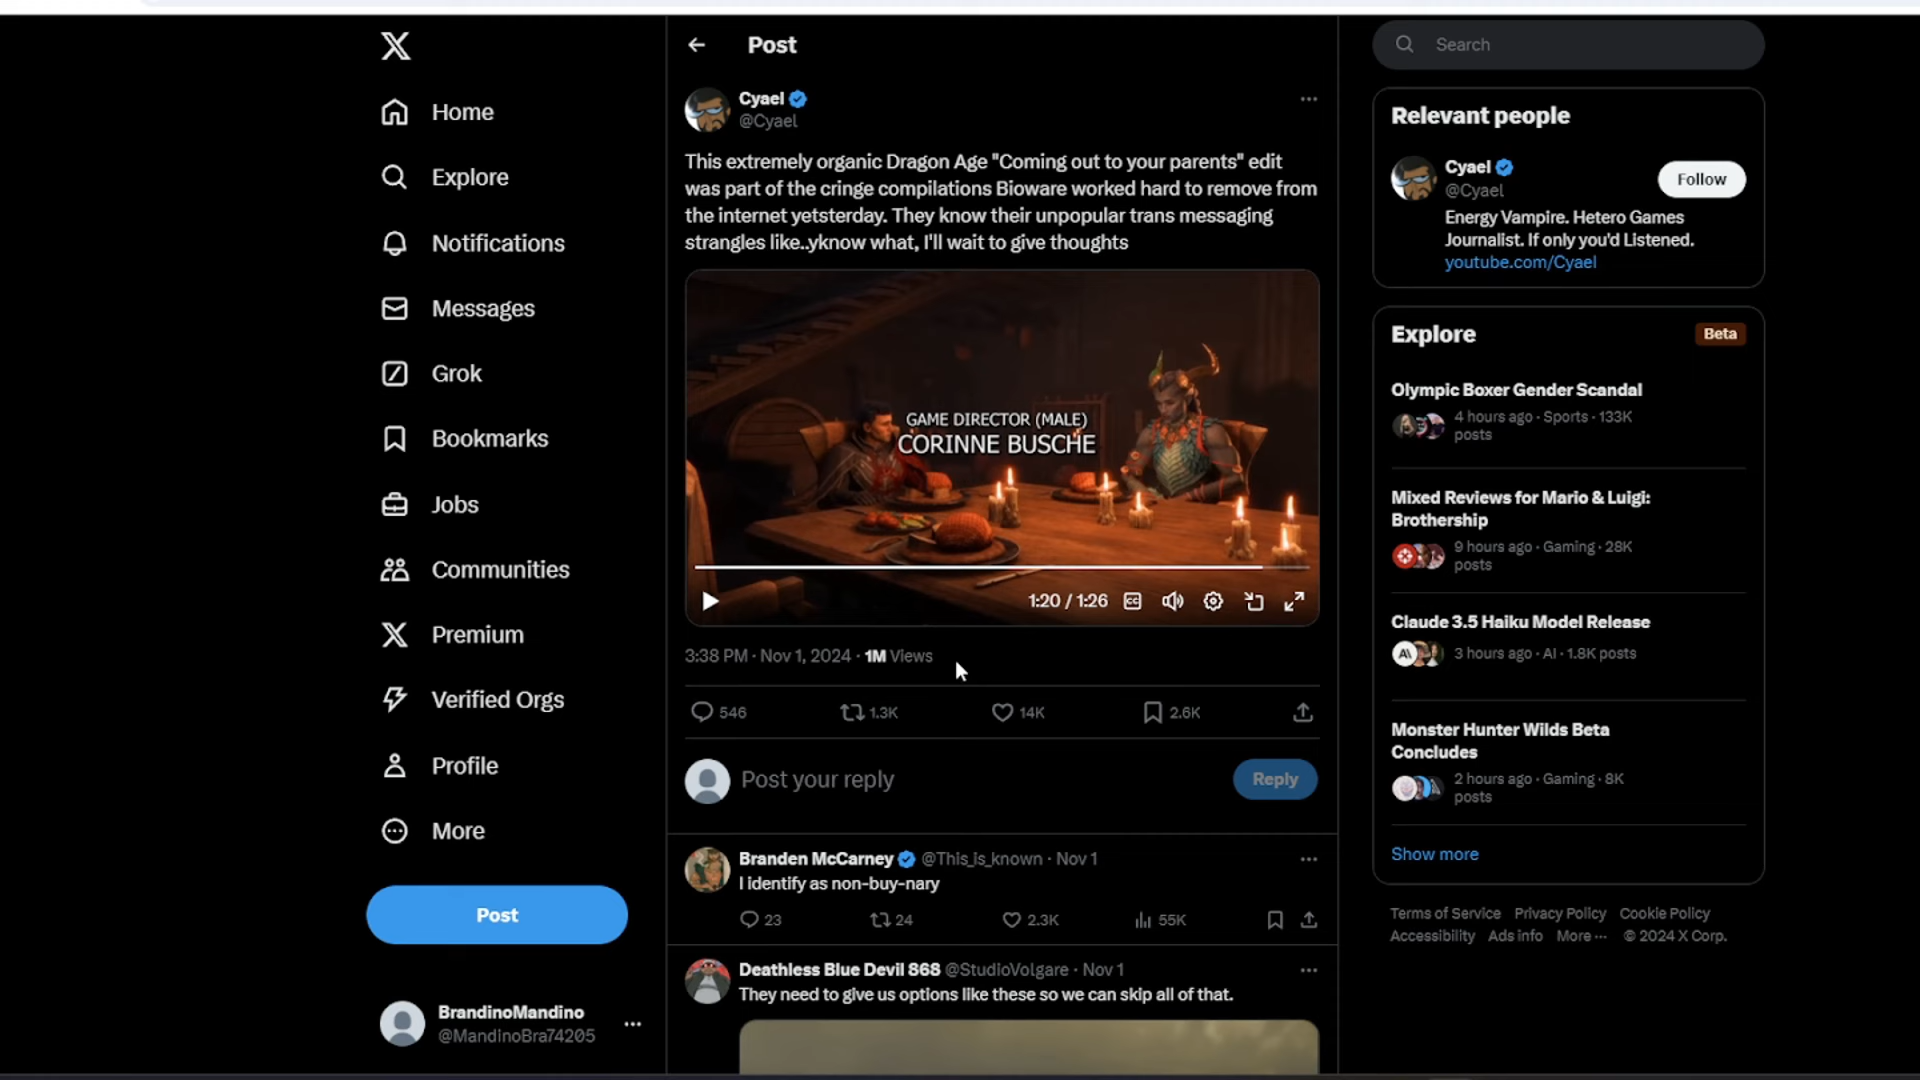 Home
Explore
Notifications
Messages
Grok
Bookmarks
Jobs
Communities
Premium
Verified Orgs
Profile
More
Post
BrandinoMandino
@MandinoBra74205
Post
Cyael
@Cyael
This extremely organic Dragon Age "Coming out to your parents" edit
was part of the cringe compilations Bioware worked hard to remove from
the internet yetsterday. They know their unpopular trans messaging
strangles like..yknow what, I'll wait to give thoughts
GAME DIRECTOR (MALE)
CORINNE BUSCHE
1:20 / 1:26
CC
3:38 PM · Nov 1, 2024 · 1M Views
546
1.3K
14K
2.6K
Post your reply
Reply
Branden McCarney @This_is_known · Nov 1
I identify as non-buy-nary
23
24
2.3K
55K
Deathless Blue Devil 868 @StudioVolgare · Nov 1
They need to give us options like these so we can skip all of that.
Search
Relevant people
Cyael
@Cyael
Follow
Energy Vampire. Hetero Games
Journalist. If only you'd Listened.
youtube.com/Cyael
Explore
Beta
Olympic Boxer Gender Scandal
4 hours ago · Sports · 133K
posts
Mixed Reviews for Mario & Luigi:
Brothership
9 hours ago · Gaming · 28K
posts
Claude 3.5 Haiku Model Release
3 hours ago · AI · 1.8K posts
Monster Hunter Wilds Beta
Concludes
2 hours ago · Gaming · 8K
posts
Show more
Terms of Service Privacy Policy Cookie Policy
Accessibility Ads info More ··· © 2024 X Corp.